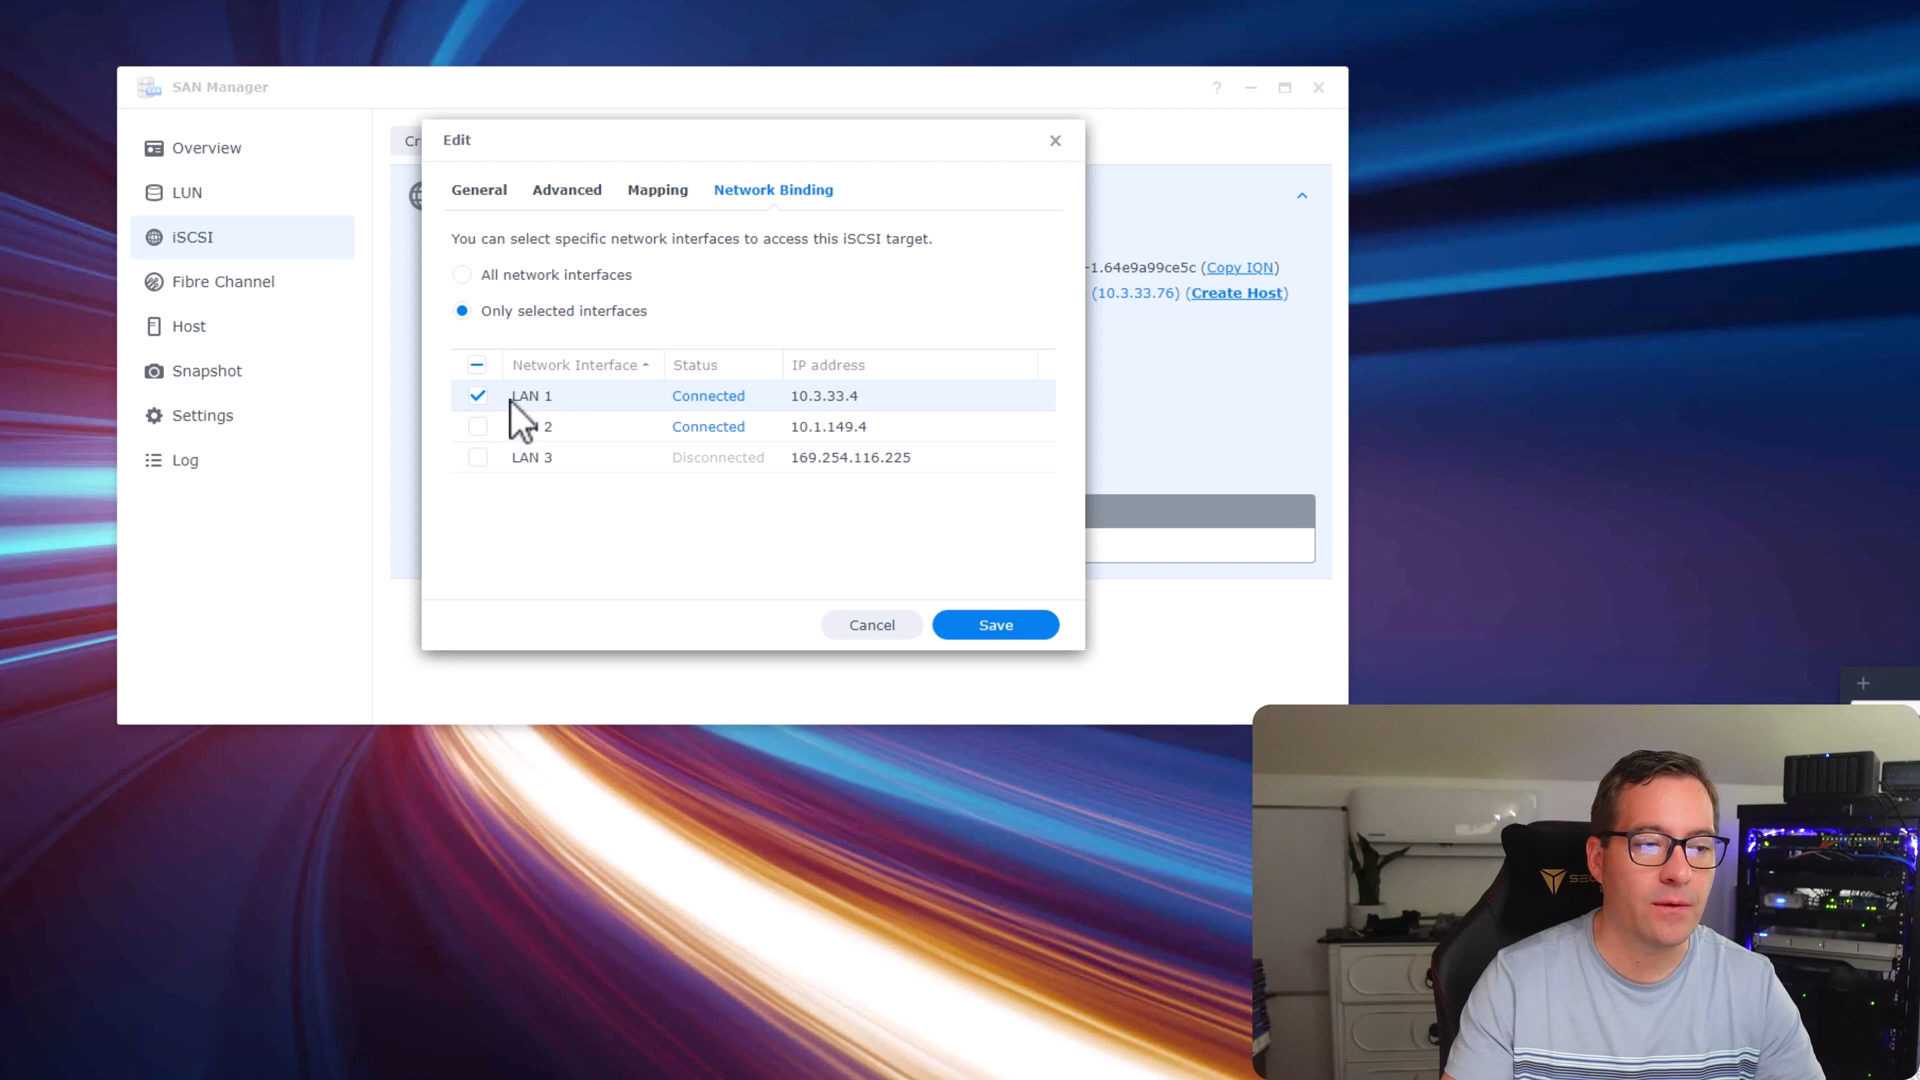 SAN Manager
?
Overview
LUN
iSCSI
Fibre Channel
Host
Snapshot
Settings
Log
Cr
Edit
General Advanced Mapping Network Binding
You can select specific network interfaces to access this iSCSI target.
All network interfaces
Only selected interfaces
Network Interface Status IP address
LAN 1 Connected 10.3.33.4
2 Connected 10.1.149.4
LAN 3 Disconnected 169.254.116.225
Cancel Save
-1.64e9a99ce5c (Copy IQN)
(10.3.33.76) (Create Host)